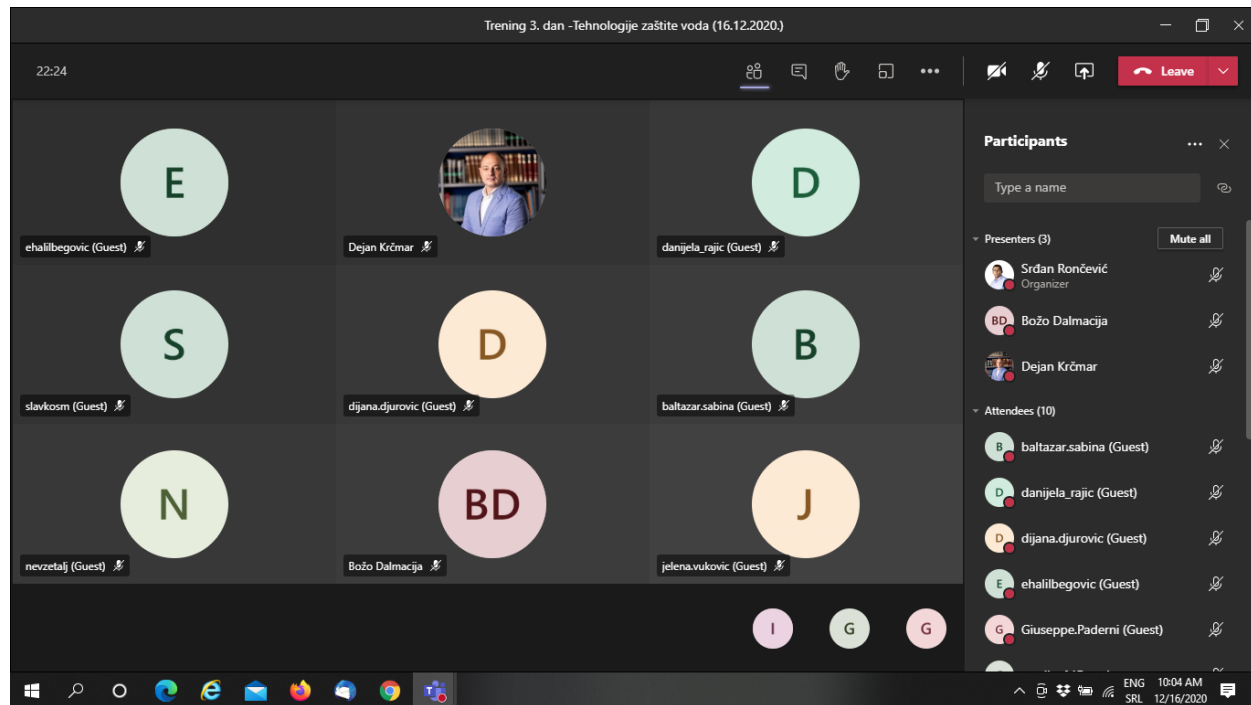 Trening 3. dan -Tehnologije zaštite voda (16.12.2020.)
22:24
Leave
E
ehalilbegovic (Guest)
Dejan Krčmar
D
danijela_rajic (Guest)
S
slavkosm (Guest)
D
dijana.djurovic (Guest)
B
baltazar.sabina (Guest)
N
nevzetalj (Guest)
BD
Božo Dalmacija
J
jelena.vukovic (Guest)
I
G
G
Participants
Type a name
Presenters (3)
Mute all
Srđan Rončević
Organizer
BD
Božo Dalmacija
Dejan Krčmar
Attendees (10)
B
baltazar.sabina (Guest)
D
danijela_rajic (Guest)
D
dijana.djurovic (Guest)
E
ehalilbegovic (Guest)
G
Giuseppe.Paderni (Guest)
ENG
SRL
10:04 AM
12/16/2020